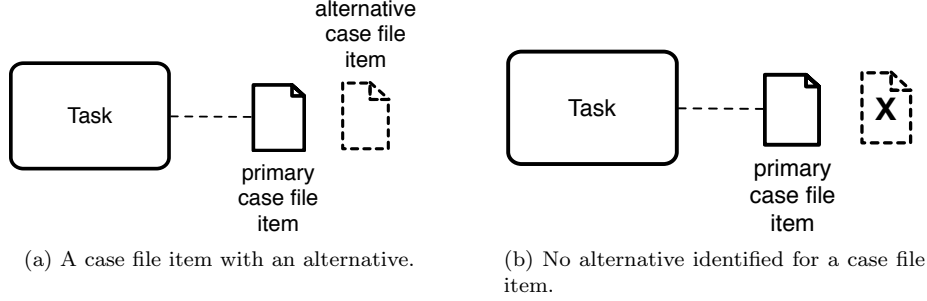 alternative
case file
item
Task
primary
case file
item
(a) A case file item with an alternative.
Task
X
primary
case file
item
(b) No alternative identified for a case file
item.